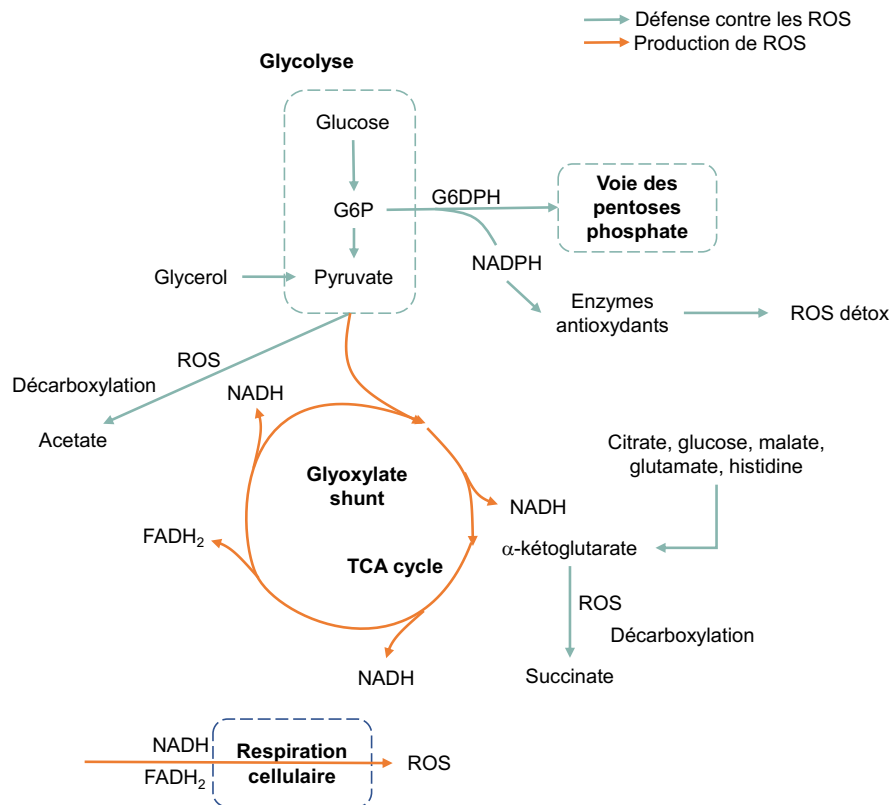 Défense contre les ROS
Production de ROS
Glycolyse
Glucose
G6P
G6DPH
Voie des
pentoses
phosphate
NADPH
Glycerol
Pyruvate
Enzymes
antioxydants
ROS détox
ROS
Décarboxylation
Acetate
NADH
Citrate, glucose, malate,
glutamate, histidine
Glyoxylate
shunt
NADH
FADH₂
TCA cycle
α-kétoglutarate
ROS
Décarboxylation
NADH
Succinate
NADH
FADH₂
Respiration
cellulaire
ROS